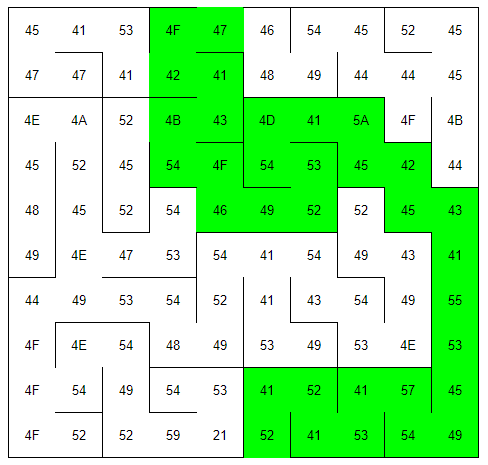 45 41 53 4F 47 46 54 45 52 45
47 47 41 42 41 48 49 44 44 45
4E 4A 52 4B 43 4D 41 5A 4F 4B
45 52 45 54 4F 54 53 45 42 44
48 45 52 54 46 49 52 52 45 43
49 4E 47 53 54 41 54 49 43 41
44 49 53 54 52 41 43 54 49 55
4F 4E 54 48 49 53 49 53 4E 53
4F 54 49 54 53 41 52 41 57 45
4F 52 52 59 21 52 41 53 54 49